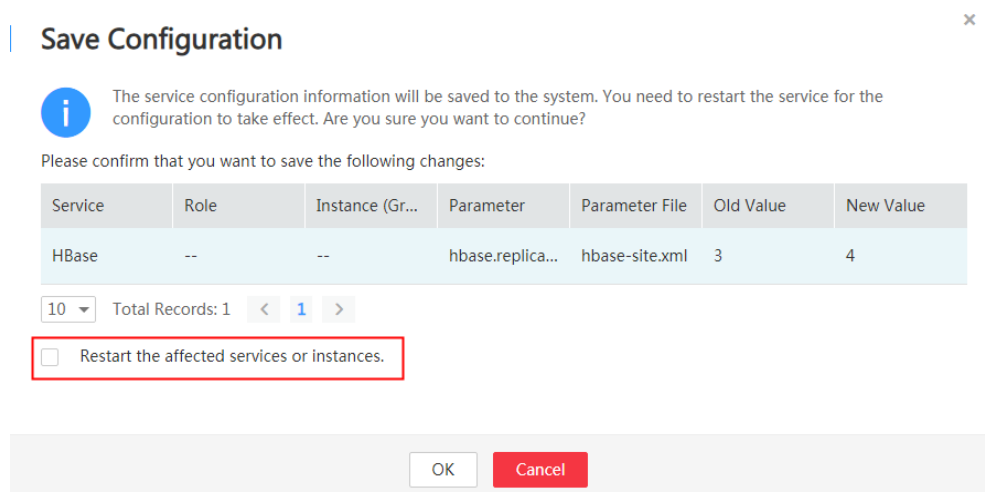 ×
Save Configuration
i
The service configuration information will be saved to the system. You need to restart the service for the
configuration to take effect. Are you sure you want to continue?
Please confirm that you want to save the following changes:
Service Role Instance (Gr... Parameter Parameter File Old Value New Value
HBase -- -- hbase.replica... hbase-site.xml 3 4
10 Total Records: 1 < 1 >
Restart the affected services or instances.
OK Cancel